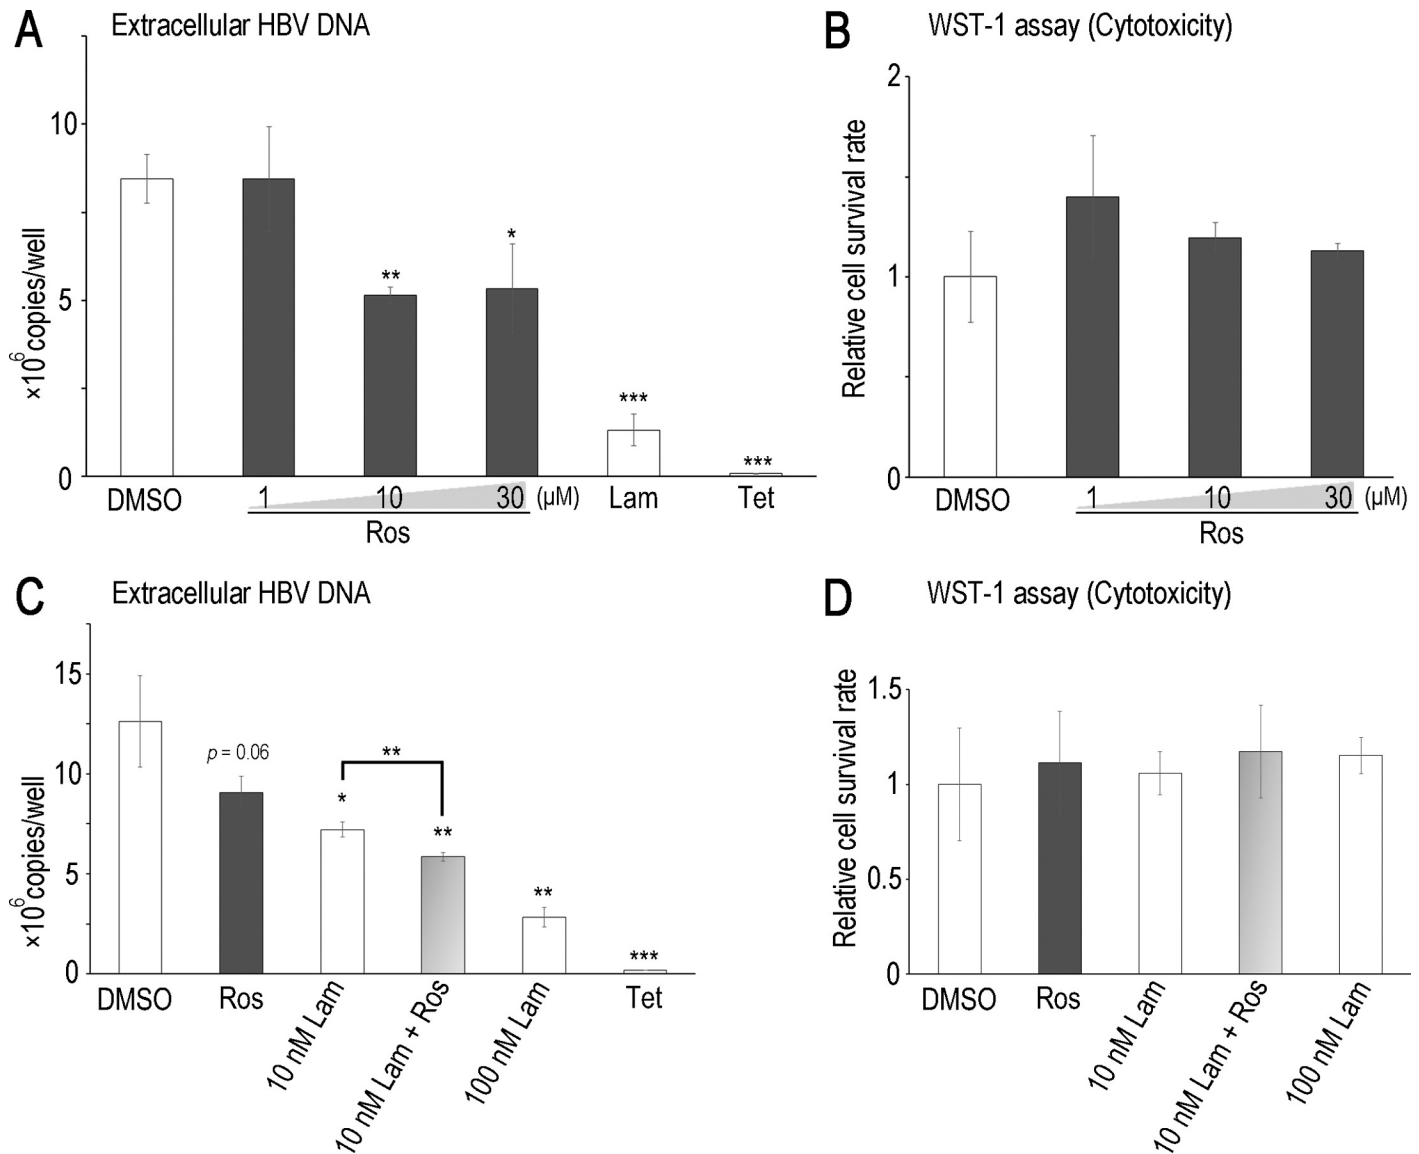 A Extracellular HBV DNA
×10⁶ copies/well
10
5
0
**
*
***
***
DMSO 1 10 30 (μM) Lam Tet
Ros
B WST-1 assay (Cytotoxicity)
Relative cell survival rate
2
1
0
DMSO 1 10 30 (μM)
Ros
C Extracellular HBV DNA
×10⁶ copies/well
15
10
5
0
p = 0.06
**
*
**
**
***
DMSO Ros 10 nM Lam 10 nM Lam + Ros 100 nM Lam Tet
D WST-1 assay (Cytotoxicity)
Relative cell survival rate
1.5
1
0.5
0
DMSO Ros 10 nM Lam 10 nM Lam + Ros 100 nM Lam